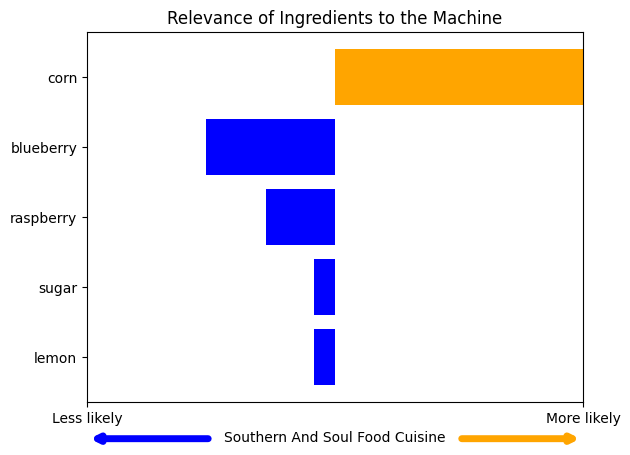 Relevance of Ingredients to the Machine
corn
blueberry
raspberry
sugar
lemon
Less likely
More likely
Southern And Soul Food Cuisine